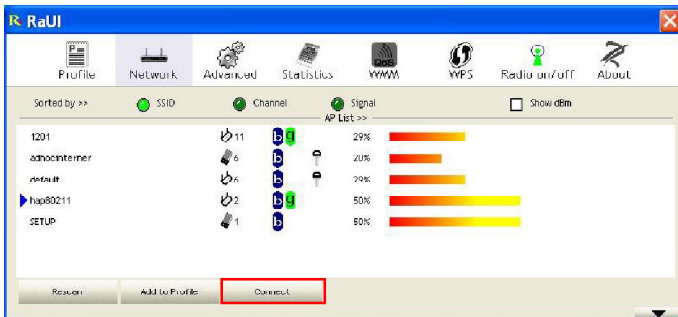 R RaUI
Profile Network Advanced Statistics WMM WPS Radio on/off About
QoS
Sorted by >> SSID Channel Signal Show dBm
AP List >>
1201 11 b g 29%
adhocinterner 6 b 20%
default 6 b 29%
hap80211 2 b g 50%
SETUP 1 b 50%
Rescan Add to Profile Connect